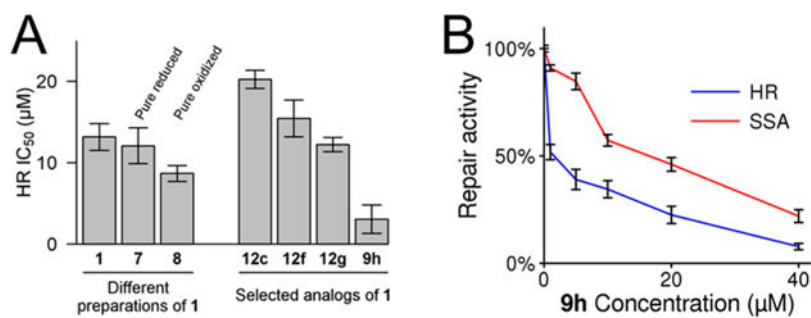 A
HR IC50 (μM)
20
10
0
Pure reduced
Pure oxidized
1 7 8 12c 12f 12g 9h
Different
preparations of 1
Selected analogs of 1
B
Repair activity
100%
50%
0%
HR
SSA
0 20 40
9h Concentration (μM)